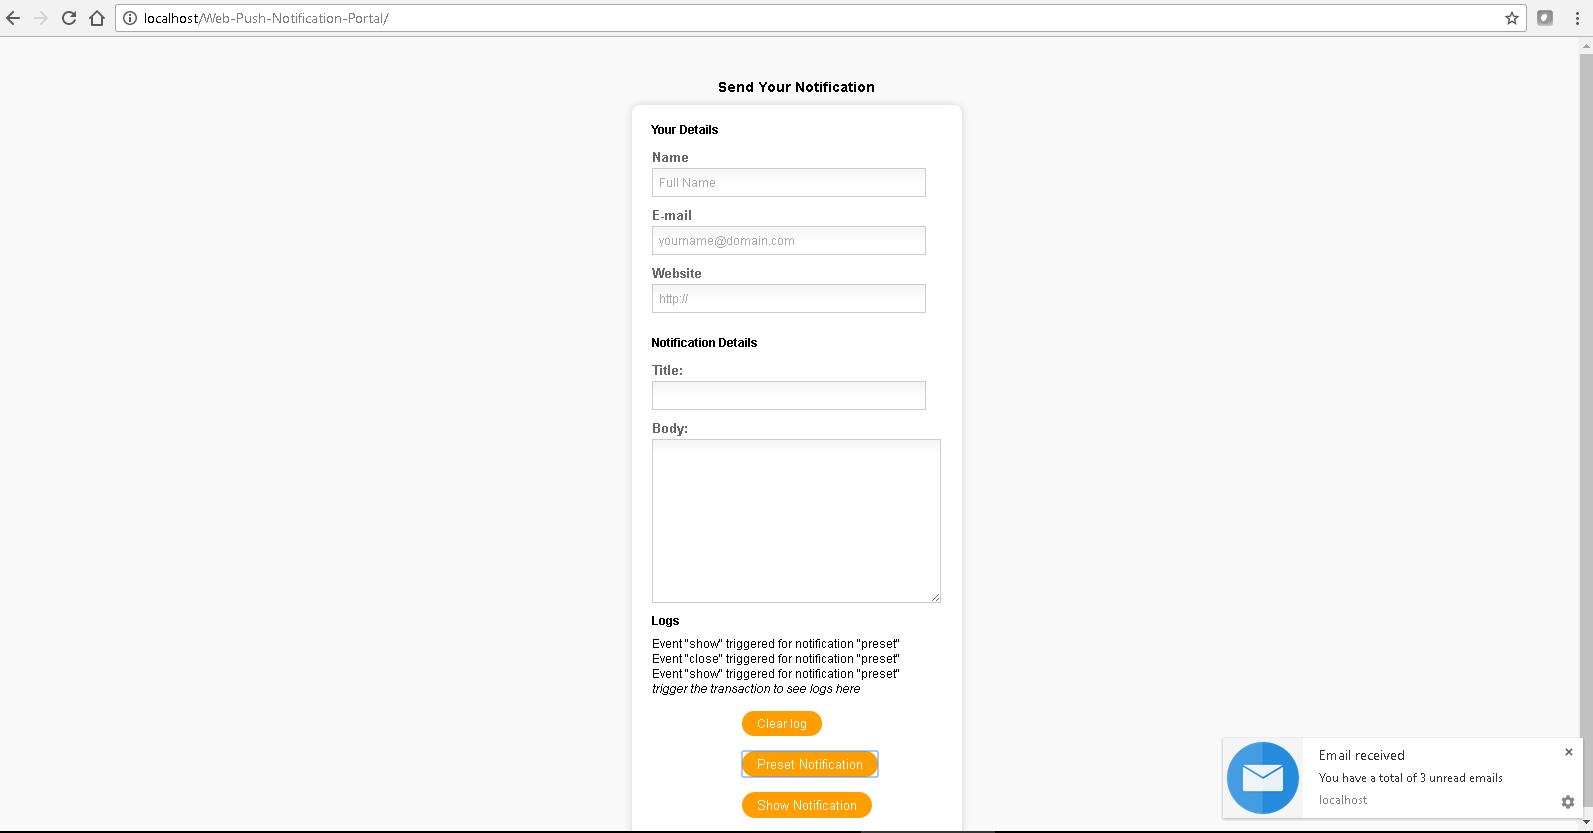 localhost/Web-Push-Notification-Portal/
Send Your Notification
Your Details
Name
Full Name
E-mail
yourname@domain.com
Website
http://
Notification Details
Title:
Body:
Logs
Event "show" triggered for notification "preset"
Event "close" triggered for notification "preset"
Event "show" triggered for notification "preset"
trigger the transaction to see logs here
Clear log
Preset Notification
Show Notification
Email received
You have a total of 3 unread emails
localhost